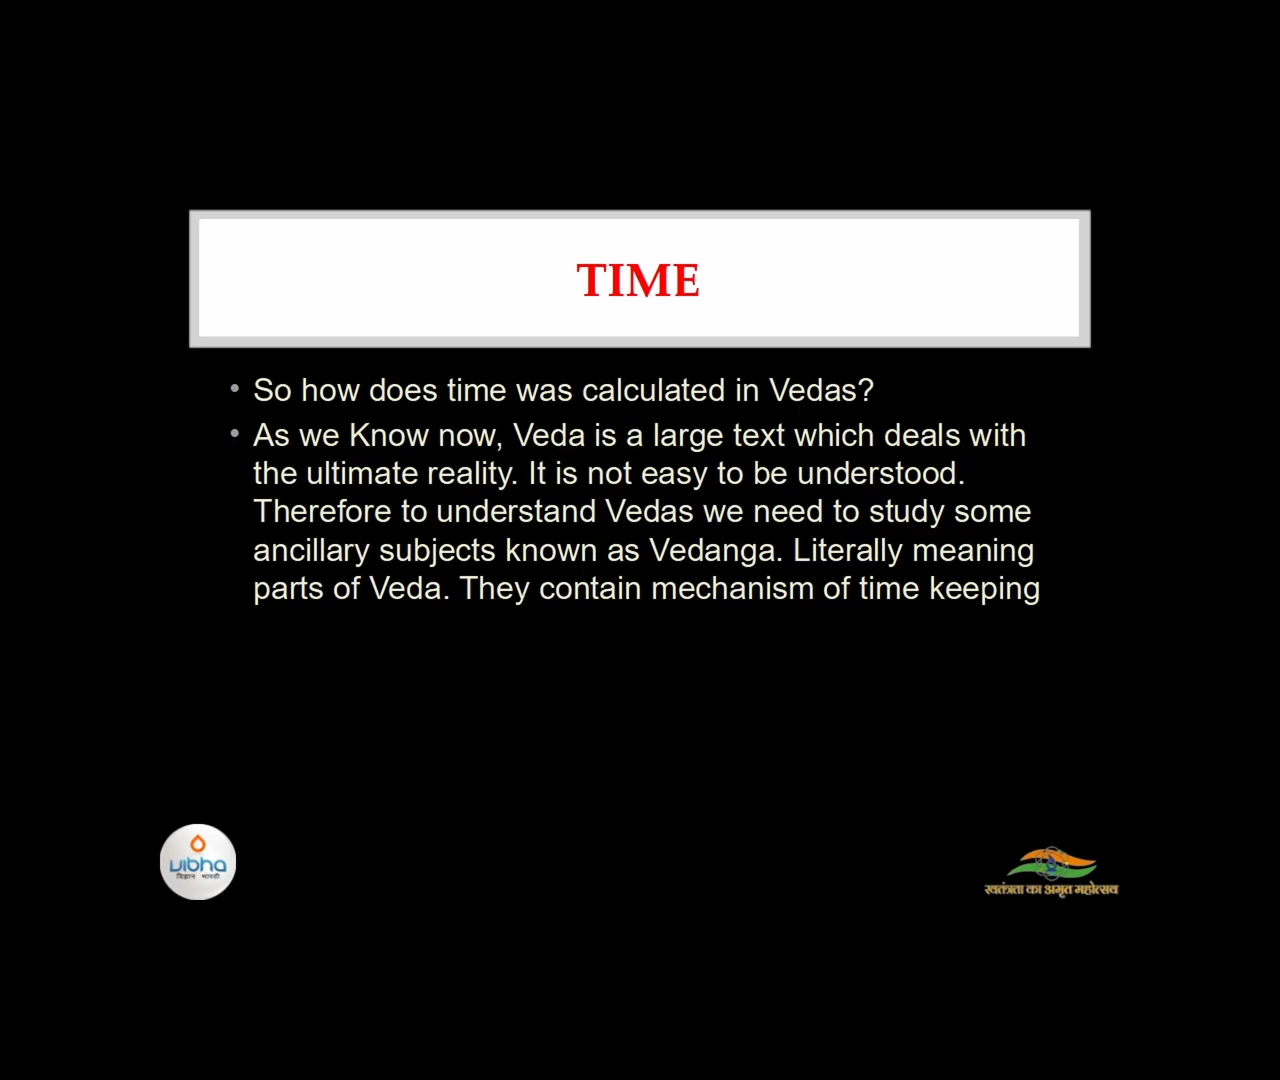 TIME
So how does time was calculated in Vedas?
As we Know now, Veda is a large text which deals with
the ultimate reality. It is not easy to be understood.
Therefore to understand Vedas we need to study some
ancillary subjects known as Vedanga. Literally meaning
parts of Veda. They contain mechanism of time keeping
vibha
विज्ञान भारती
स्वतंत्रता का अमृत महोत्सव